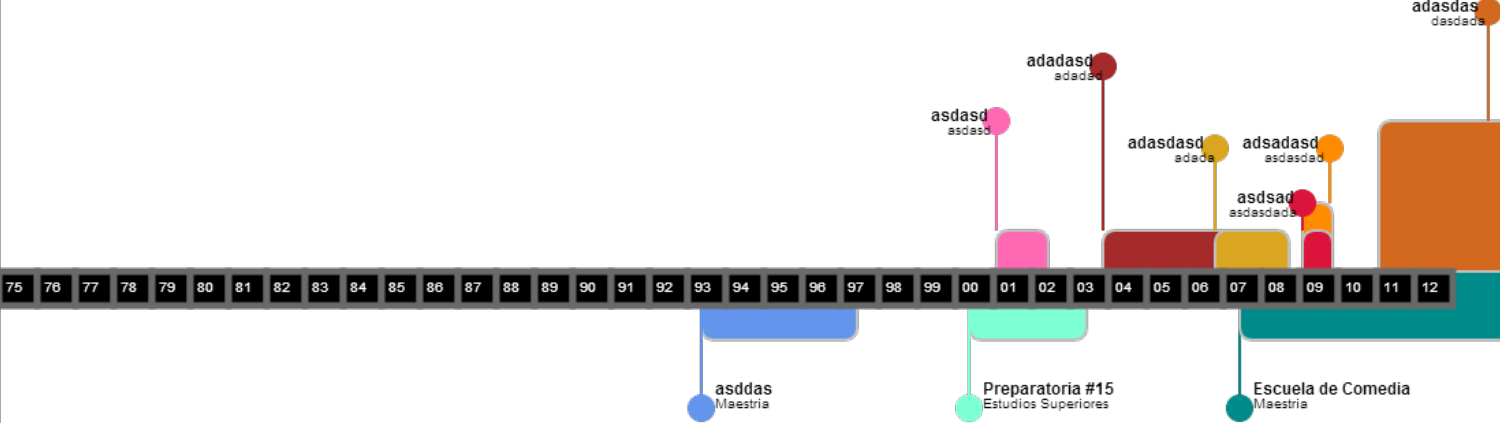 adasdas
dasdada
adadasd
adadad
asdasd
asdasd
adasdasd
adada
adsadasd
asdasdad
asdsad
asdasdada
75 76 77 78 79 80 81 82 83 84 85 86 87 88 89 90 91 92 93 94 95 96 97 98 99 00 01 02 03 04 05 06 07 08 09 10 11 12
asddas
Maestria
Preparatoria #15
Estudios Superiores
Escuela de Comedia
Maestria